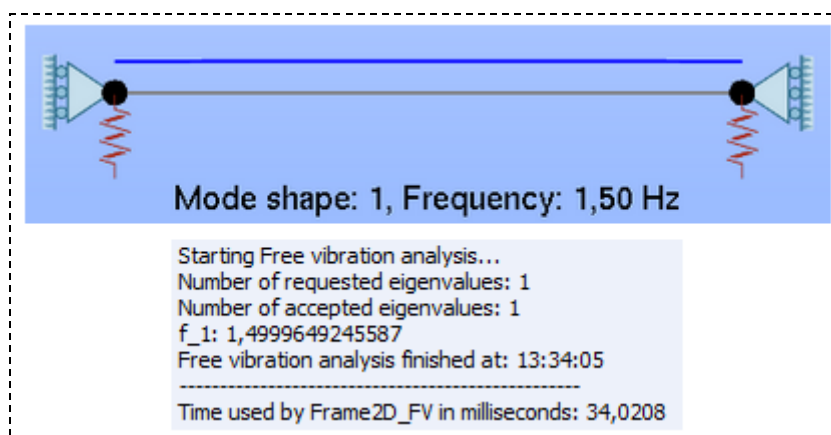 Mode shape: 1, Frequency: 1,50 Hz
Starting Free vibration analysis...
Number of requested eigenvalues: 1
Number of accepted eigenvalues: 1
f_1: 1,4999649245587
Free vibration analysis finished at: 13:34:05
----------------------------------------------------
Time used by Frame2D_FV in milliseconds: 34,0208